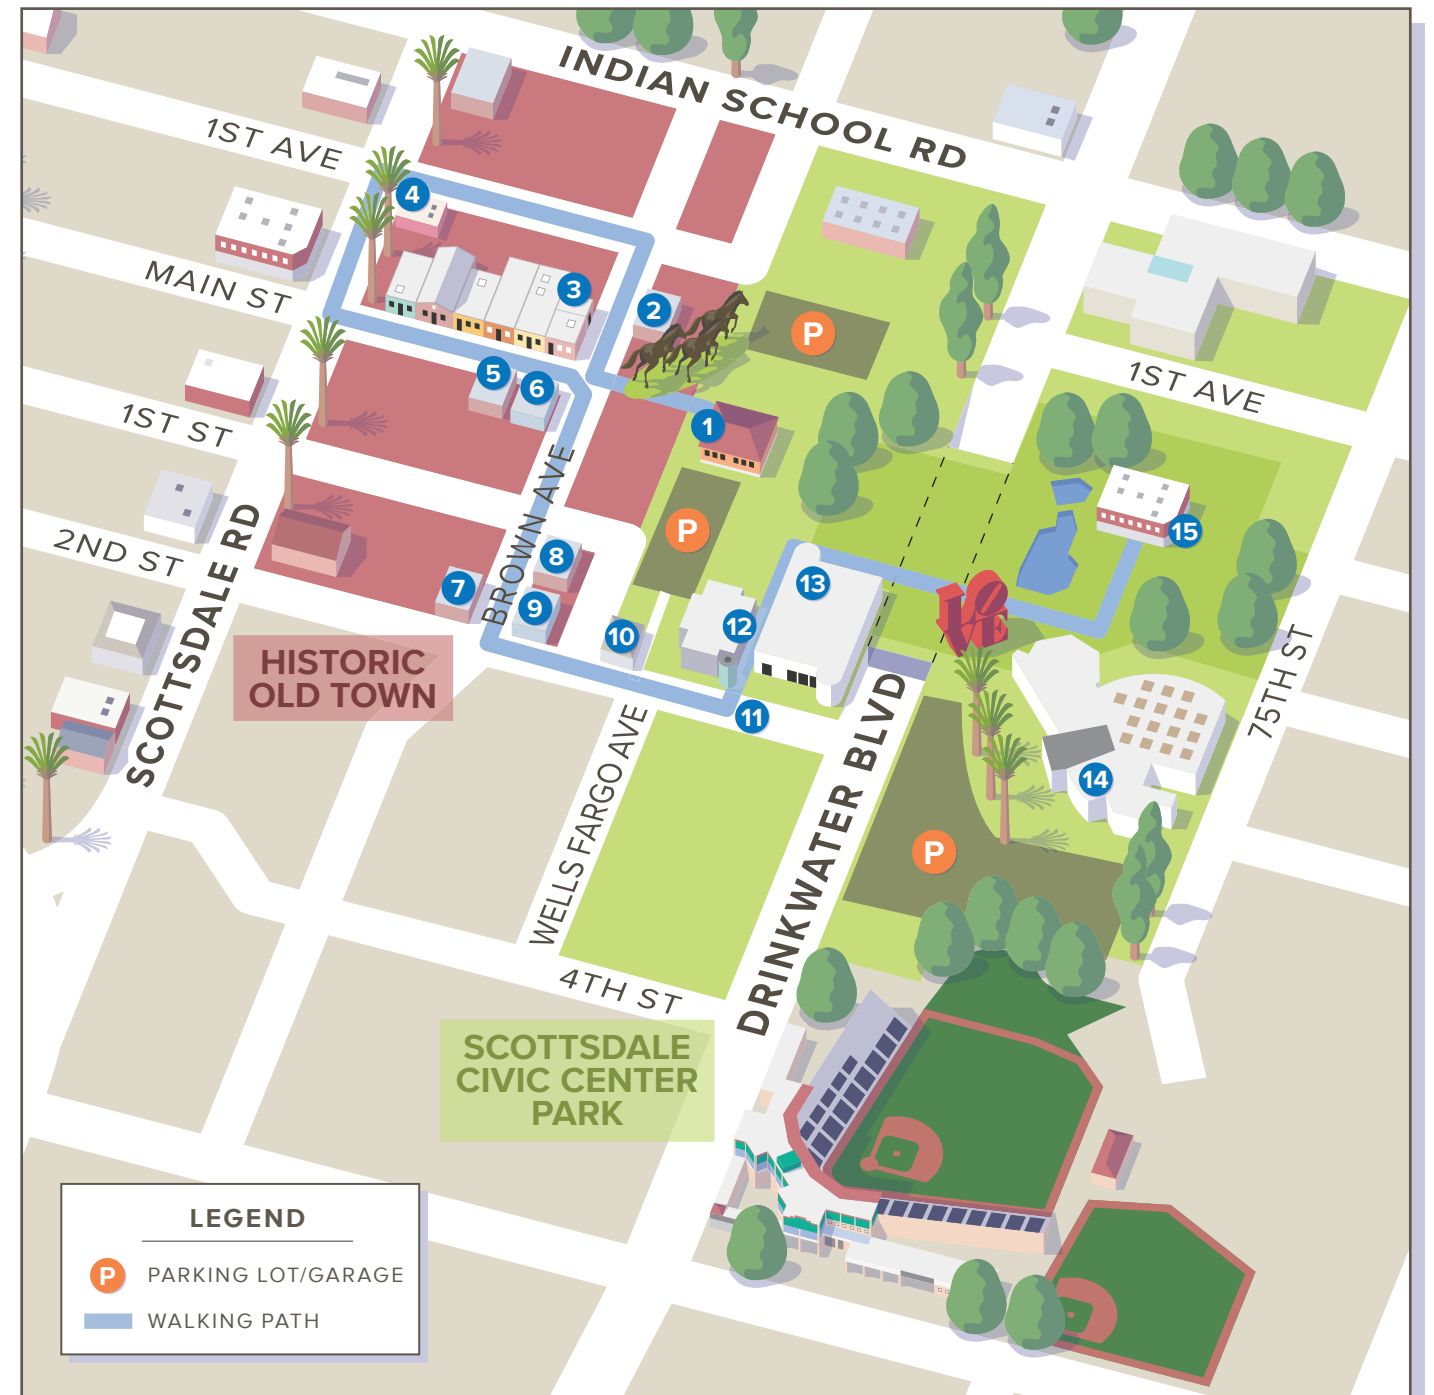 INDIAN SCHOOL RD
1ST AVE
4
MAIN ST
3
2
P
1ST AVE
5
6
1
1ST ST
BROWN AVE
P
15
2ND ST
SCOTTSDALE RD
8
7
9
13
10
12
LOVE
HISTORIC
OLD TOWN
11
75TH ST
WELLS FARGO AVE
DRINKWATER BLVD
14
P
4TH ST
SCOTTSDALE
CIVIC CENTER
PARK
LEGEND
P PARKING LOT/GARAGE
WALKING PATH